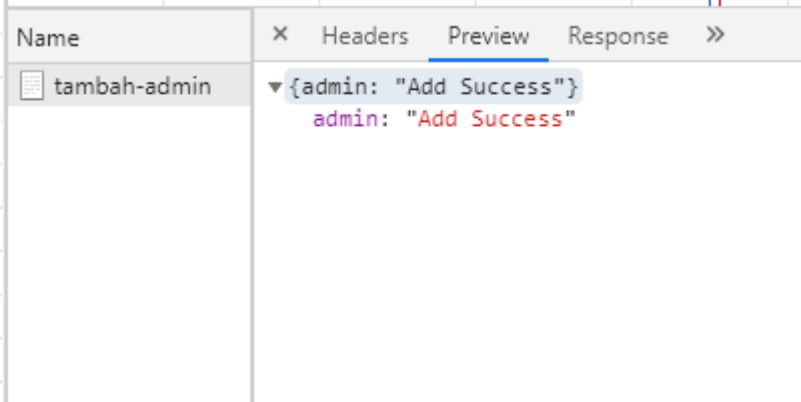 Name
× Headers Preview Response »
tambah-admin
▼{admin: "Add Success"}
admin: "Add Success"